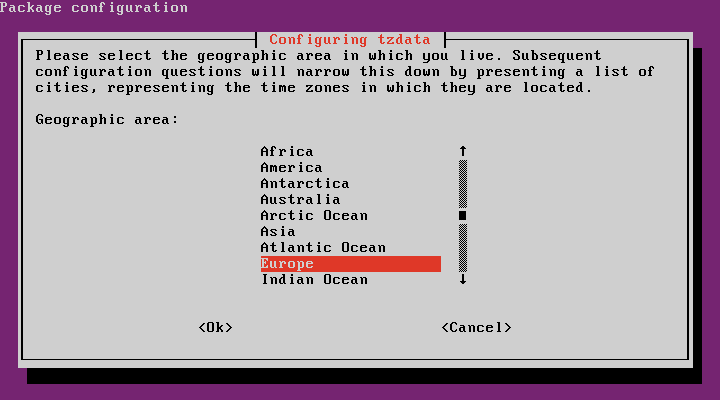 Package configuration
Configuring tzdata
Please select the geographic area in which you live. Subsequent
configuration questions will narrow this down by presenting a list of
cities, representing the time zones in which they are located.
Geographic area:
Africa
America
Antarctica
Australia
Arctic Ocean
Asia
Atlantic Ocean
Europe
Indian Ocean
<Ok> <Cancel>